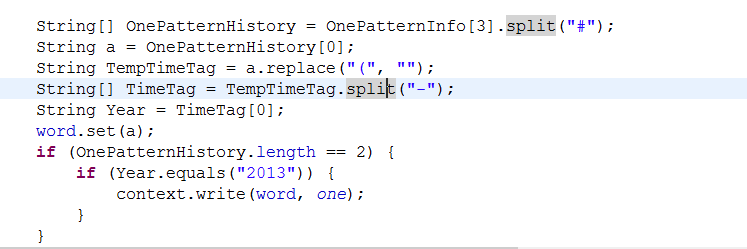 String[] OnePatternHistory = OnePatternInfo[3].split("#");
String a = OnePatternHistory[0];
String TempTimeTag = a.replace("(", "");
String[] TimeTag = TempTimeTag.split("-");
String Year = TimeTag[0];
word.set(a);
if (OnePatternHistory.length == 2) {
if (Year.equals("2013")) {
context.write(word, one);
}
}